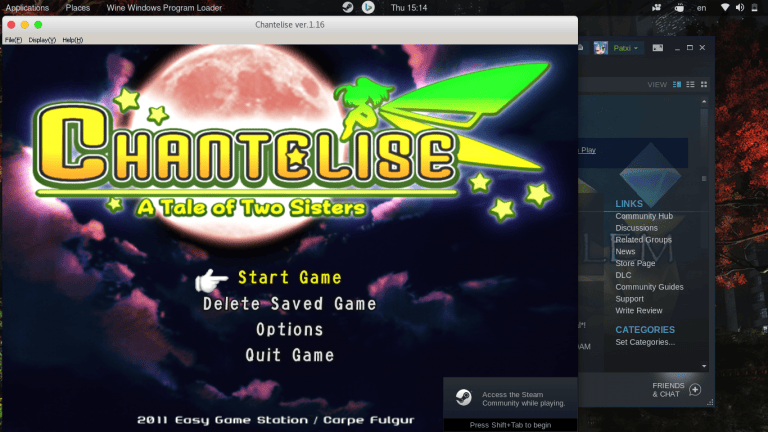 Applications Places Wine Windows Program Loader Thu 15:14 en
Chantelise ver.1.16
File(F) Display(V) Help(H)
CHANTELISE
A Tale of Two Sisters
Start Game
Delete Saved Game
Options
Quit Game
2011 Easy Game Station / Carpe Fulgur
Access the Steam
Community while playing.
Press Shift+Tab to begin
Patxi
VIEW
Play
LINKS
Community Hub
Discussions
Related Groups
News
Store Page
DLC
Community Guides
Support
Write Review
CATEGORIES
Set Categories...
FRIENDS
& CHAT